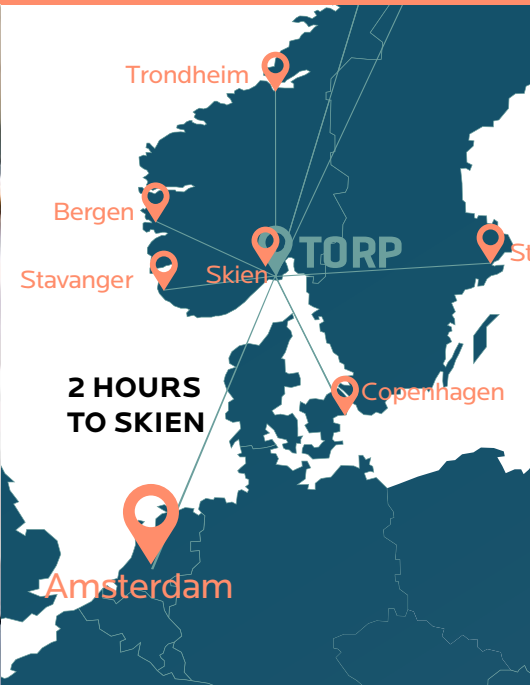 Trondheim
Bergen
TORP
Stavanger
Skien
2 HOURS
TO SKIEN
Copenhagen
Amsterdam